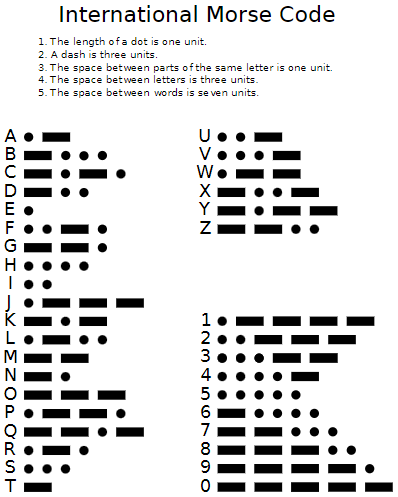 International Morse Code
1. The length of a dot is one unit.
2. A dash is three units.
3. The space between parts of the same letter is one unit.
4. The space between letters is three units.
5. The space between words is seven units.
A
B
C
D
E
F
G
H
I
J
K
L
M
N
O
P
Q
R
S
T
U
V
W
X
Y
Z
1
2
3
4
5
6
7
8
9
0